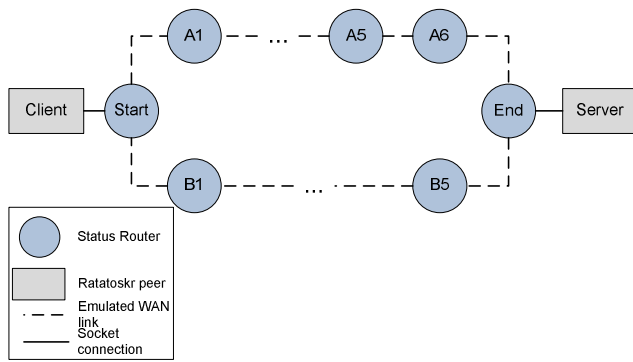 A1
...
A5
A6
Client
Start
End
Server
B1
...
B5
Status Router
Ratatoskr peer
Emulated WAN
link
Socket
connection